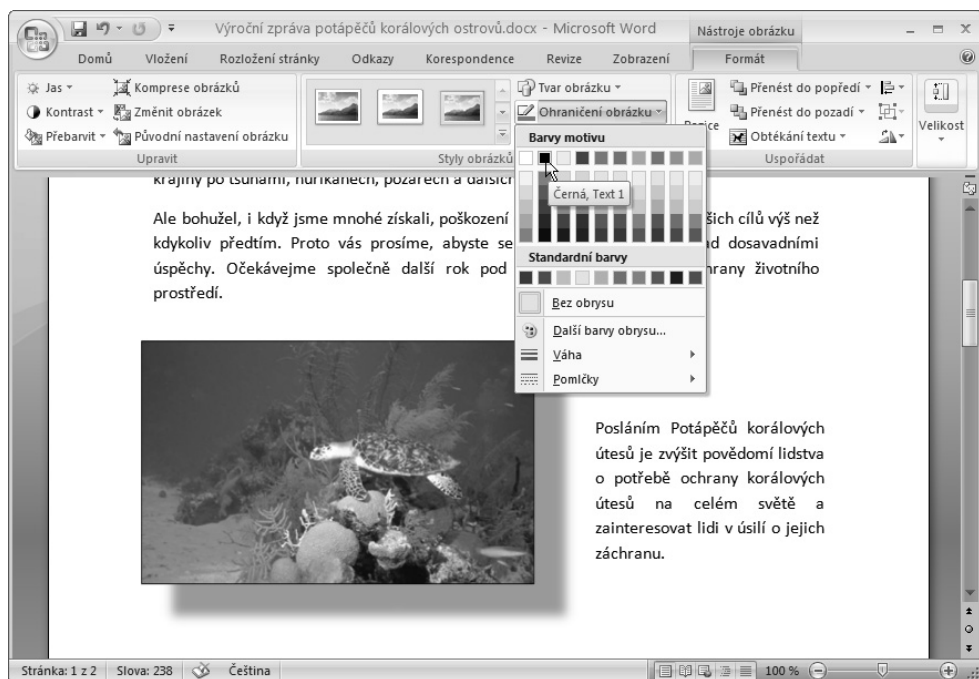 Výroční zpráva potápěčů korálových ostrovů.docx - Microsoft Word
Nástroje obrázku
Domů Vložení Rozložení stránky Odkazy Korespondence Revize Zobrazení Formát
Jas
Kontrast
Přebarvit
Komprese obrázků
Změnit obrázek
Původní nastavení obrázku
Upravit
Tvar obrázku
Ohraničení obrázku
Styly obrázků
Přenést do popředí
Přenést do pozadí
Obtékání textu
Uspořádat
Velikost
Barvy motivu
Černá, Text 1
Standardní barvy
Bez obrysu
Další barvy obrysu...
Váha
Pomlčky
krajiny po tsunami, hurikánech, požárech a dalších
Ale bohužel, i když jsme mnohé získali, poškození šich cílů výš než
kdykoliv předtím. Proto vás prosíme, abyste se ad dosavadními
úspěchy. Očekávejme společně další rok pod hrany životního
prostředí.
Posláním Potápěčů korálových
útesů je zvýšit povědomí lidstva
o potřebě ochrany korálových
útesů na celém světě a
zainteresovat lidi v úsilí o jejich
záchranu.
Stránka: 1 z 2 Slova: 238 Čeština 100 %